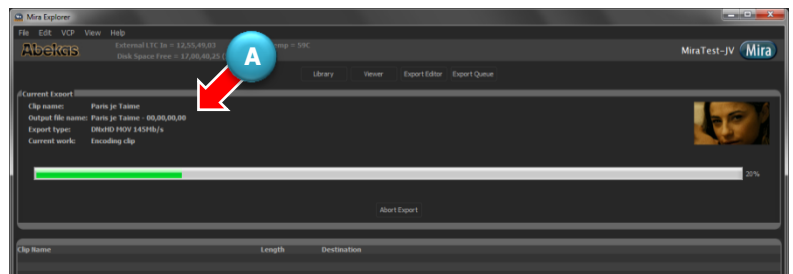 Mira Explorer
File Edit VCP View Help
Abekas
External LTC In = 12,55,49,03
Disk Space Free = 17,00,40,25
= 59C
A
MiraTest-JV
Mira
Library Viewer Export Editor Export Queue
Current Export
Clip name: Paris je Taime
Output file name: Paris je Taime - 00,00,00,00
Export type: DNxHD MOV 145Mb/s
Current work: Encoding clip
20%
Abort Export
Clip Name Length Destination